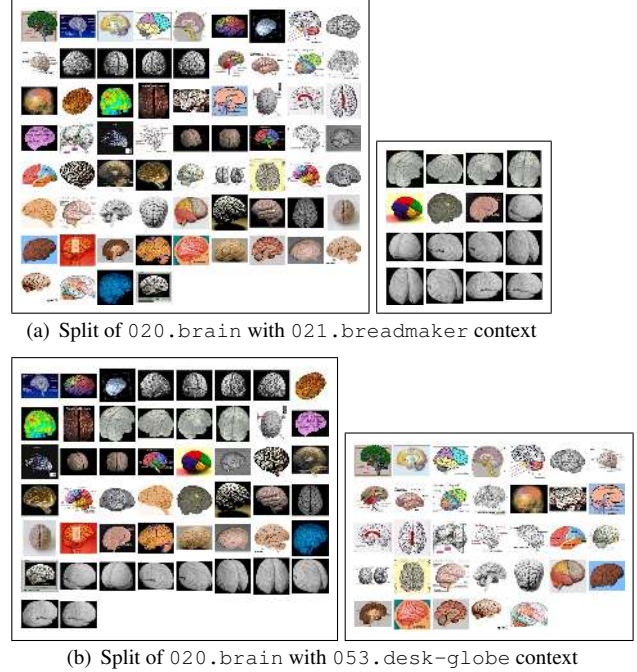 (a) Split of 020.brain with 021.breadmaker context
(b) Split of 020.brain with 053.desk-globe context